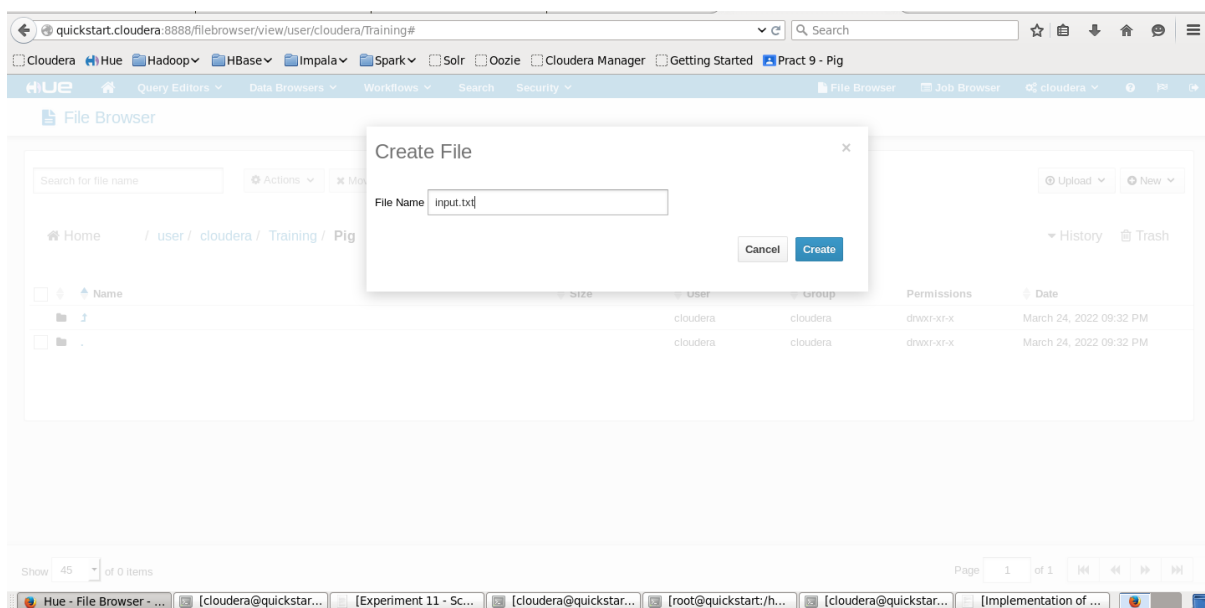 quickstart.cloudera:8888/filebrowser/view/user/cloudera/Training# Search
Cloudera Hue Hadoop HBase Impala Spark Solr Oozie Cloudera Manager Getting Started Pract 9 - Pig
HUE Query Editors Data Browsers Workflows Search Security File Browser Job Browser cloudera
File Browser
Create File ×
Search for file name Actions Mov Upload New
File Name input.txt
Home / user / cloudera / Training / Pig History Trash
Cancel Create
Name Size User Group Permissions Date
cloudera cloudera drwxr-xr-x March 24, 2022 09:32 PM
. cloudera cloudera drwxr-xr-x March 24, 2022 09:32 PM
Show 45 of 0 items Page 1 of 1
Hue - File Browser - ... [cloudera@quickstar... [Experiment 11 - Sc... [cloudera@quickstar... [root@quickstart:/h... [cloudera@quickstar... [Implementation of ...